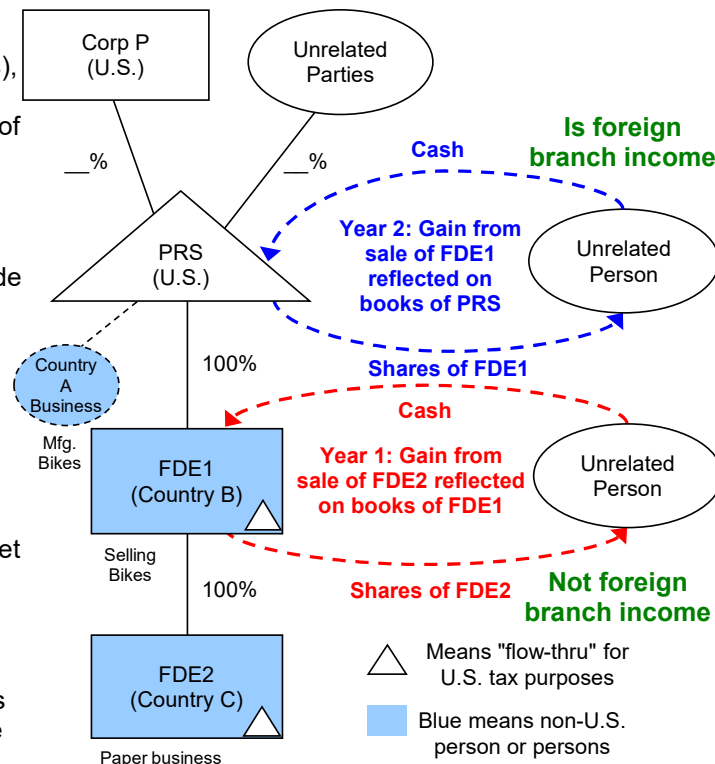 ),
of
de
et
s
e
Corp P
(U.S.)
Unrelated
Parties
__%
__%
PRS
(U.S.)
Country
A
Business
Mfg.
Bikes
100%
Cash
Year 2: Gain from
sale of FDE1
reflected on
books of PRS
Shares of FDE1
Is foreign
branch income
Unrelated
Person
FDE1
(Country B)
Selling
Bikes
Cash
Year 1: Gain from
sale of FDE2 reflected
on books of FDE1
Shares of FDE2
Unrelated
Person
Not foreign
branch income
100%
FDE2
(Country C)
Paper business
Means "flow-thru" for
U.S. tax purposes
Blue means non-U.S.
person or persons